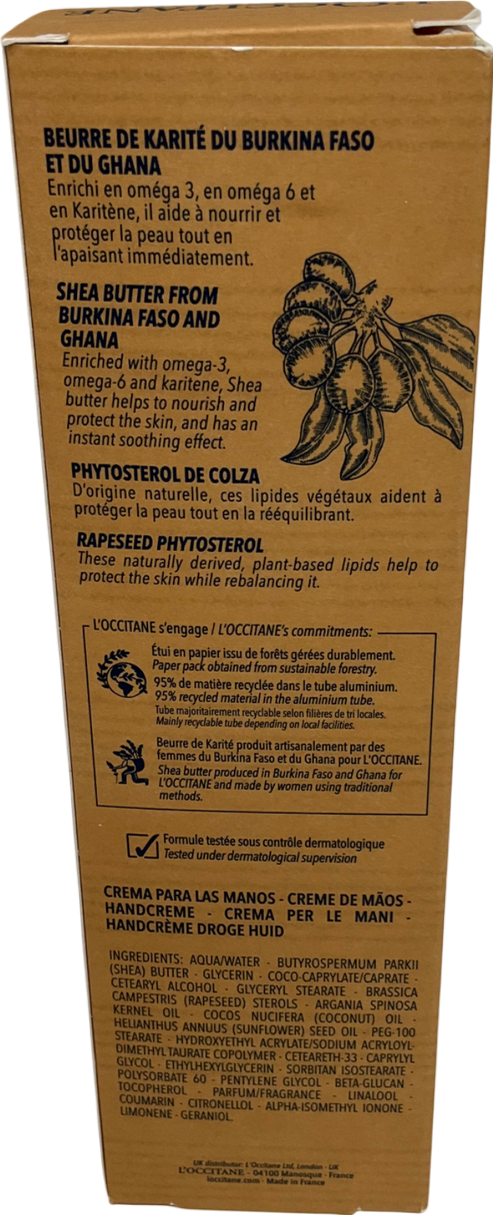 L'OCCITANE
BEURRE DE KARITÉ DU BURKINA FASO
ET DU GHANA
Enrichi en oméga 3, en oméga 6 et
en Karitène, il aide à nourrir et
protéger la peau tout en
l'apaisant immédiatement.
SHEA BUTTER FROM
BURKINA FASO AND
GHANA
Enriched with omega-3,
omega-6 and karitene, Shea
butter helps to nourish and
protect the skin, and has an
instant soothing effect.
PHYTOSTEROL DE COLZA
D'origine naturelle, ces lipides végétaux aident à
protéger la peau tout en la rééquilibrant.
RAPESEED PHYTOSTEROL
These naturally derived, plant-based lipids help to
protect the skin while rebalancing it.
L'OCCITANE s'engage / L'OCCITANE's commitments:
Étui en papier issu de forêts gérées durablement.
Paper pack obtained from sustainable forestry.
95% de matière recyclée dans le tube aluminium.
95% recycled material in the aluminium tube.
Tube majoritairement recyclable selon filières de tri locales.
Mainly recyclable tube depending on local facilities.
Beurre de Karité produit artisanalement par des
femmes du Burkina Faso et du Ghana pour L'OCCITANE.
Shea butter produced in Burkina Faso and Ghana for
L'OCCITANE and made by women using traditional
methods.
Formule testée sous contrôle dermatologique
Tested under dermatological supervision
CREMA PARA LAS MANOS - CREME DE MÃOS -
HANDCREME - CREMA PER LE MANI -
HANDCRÈME DROGE HUID
INGREDIENTS: AQUA/WATER - BUTYROSPERMUM PARKII
(SHEA) BUTTER - GLYCERIN - COCO-CAPRYLATE/CAPRATE -
CETEARYL ALCOHOL - GLYCERYL STEARATE - BRASSICA
CAMPESTRIS (RAPESEED) STEROLS - ARGANIA SPINOSA
KERNEL OIL - COCOS NUCIFERA (COCONUT) OIL -
HELIANTHUS ANNUUS (SUNFLOWER) SEED OIL - PEG-100
STEARATE - HYDROXYETHYL ACRYLATE/SODIUM ACRYLOYL-
DIMETHYL TAURATE COPOLYMER - CETEARETH-33 - CAPRYLYL
GLYCOL - ETHYLHEXYLGLYCERIN - SORBITAN ISOSTEARATE -
POLYSORBATE 60 - PENTYLENE GLYCOL - BETA-GLUCAN -
TOCOPHEROL - PARFUM/FRAGRANCE - LINALOOL -
COUMARIN - CITRONELLOL - ALPHA-ISOMETHYL IONONE -
LIMONENE - GERANIOL.
UK distributor: L'Occitane Ltd, London - UK
L'OCCITANE - 04100 Manosque - France
loccitane.com - Made in France